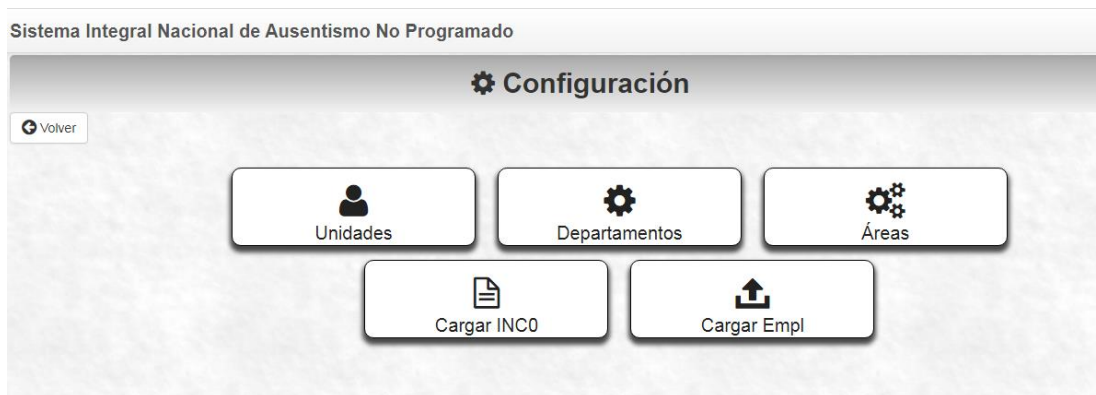 Sistema Integral Nacional de Ausentismo No Programado
Configuración
Volver
Unidades
Departamentos
Áreas
Cargar INC0
Cargar Empl